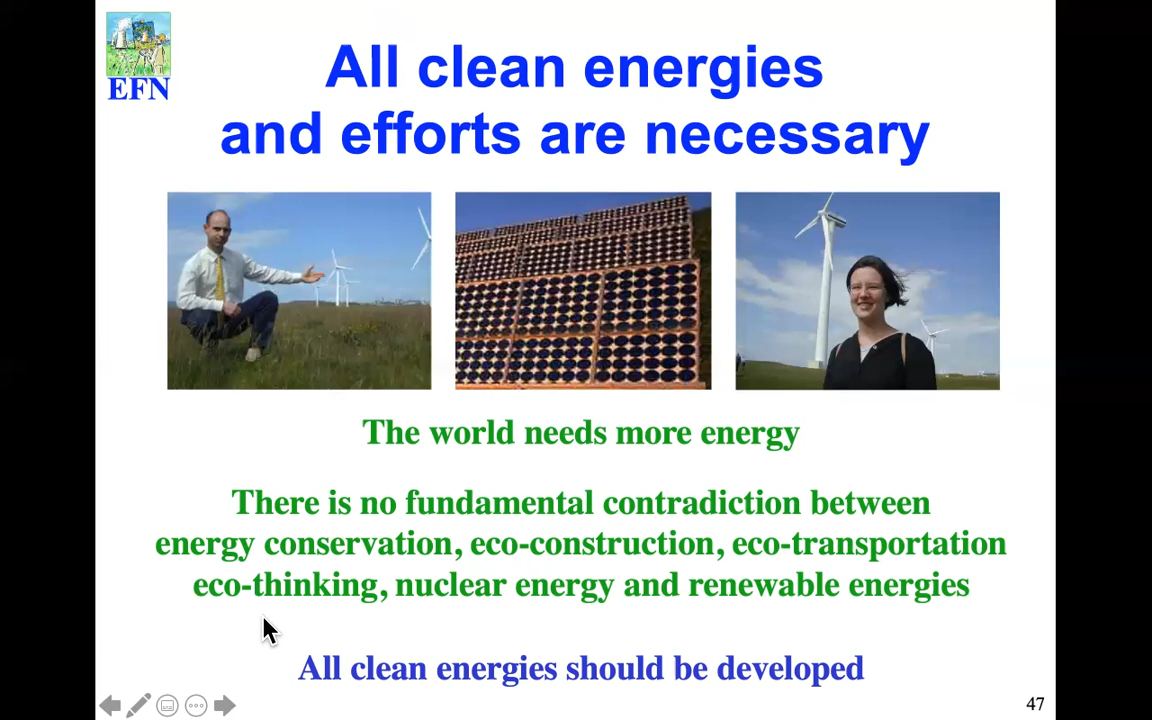 EFN
All clean energies
and efforts are necessary
The world needs more energy
There is no fundamental contradiction between
energy conservation, eco-construction, eco-transportation
eco-thinking, nuclear energy and renewable energies
All clean energies should be developed
47